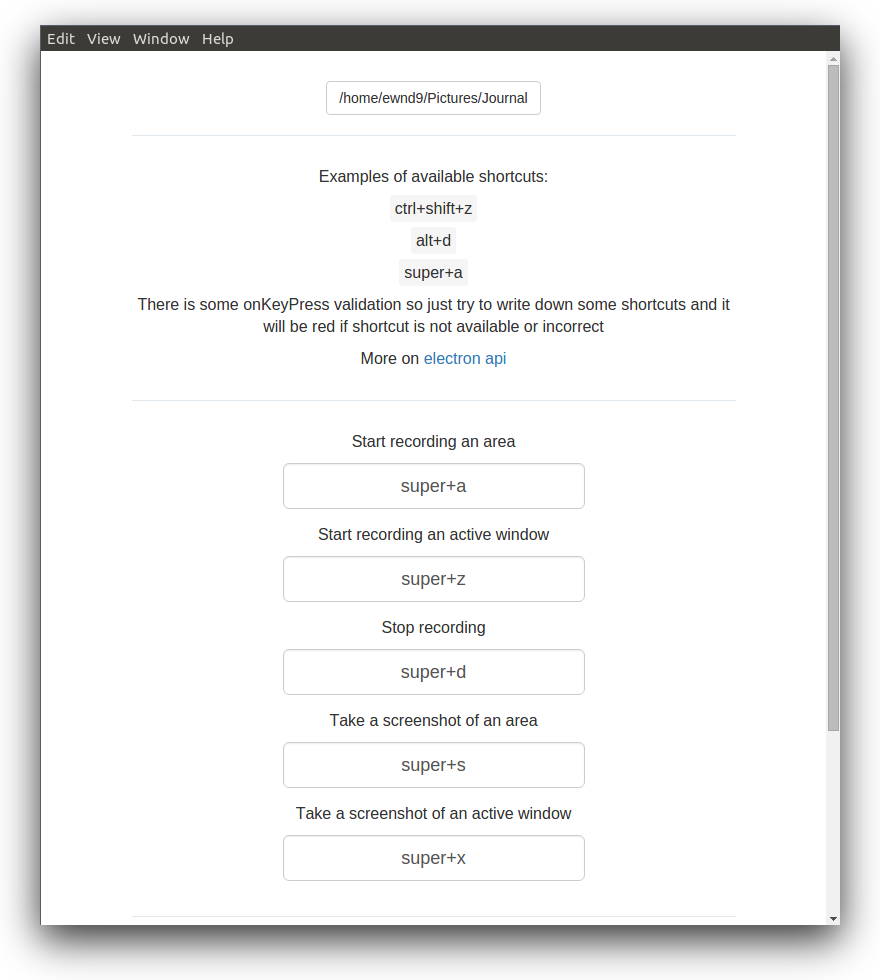 Edit View Window Help
/home/ewnd9/Pictures/Journal
Examples of available shortcuts:
ctrl+shift+z
alt+d
super+a
There is some onKeyPress validation so just try to write down some shortcuts and it
will be red if shortcut is not available or incorrect
More on electron api
Start recording an area
super+a
Start recording an active window
super+z
Stop recording
super+d
Take a screenshot of an area
super+s
Take a screenshot of an active window
super+x